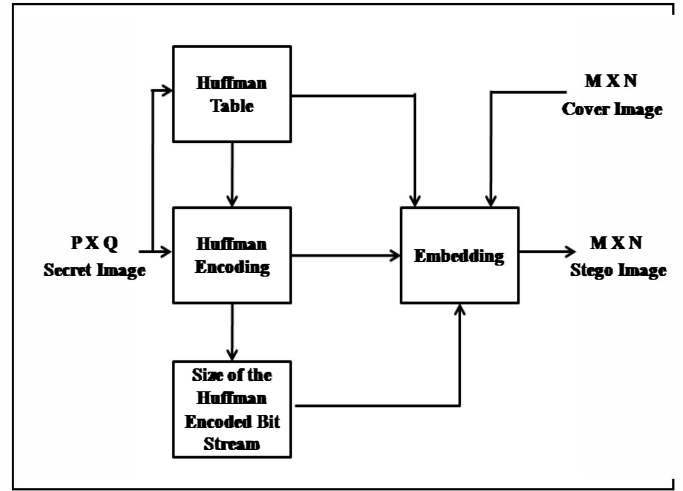 Huffman
Table
M X N
Cover Image
P X Q
Secret Image
Huffman
Encoding
Embedding
M X N
Stego Image
Size of the
Huffman
Encoded Bit
Stream